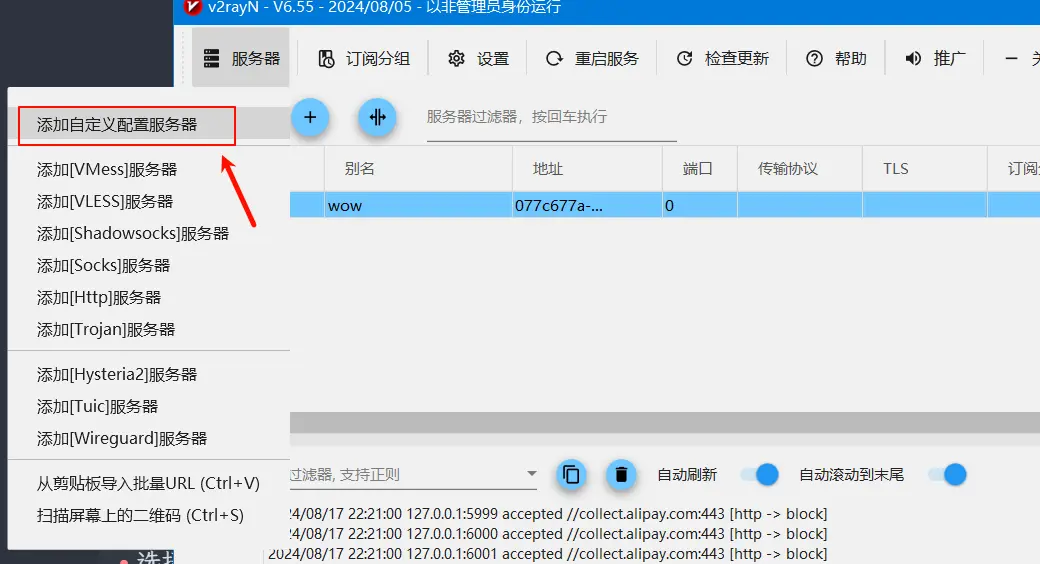 v2rayN - V6.55 - 2024/08/05 - 以非管理员身份运行
服务器 订阅分组 设置 重启服务 检查更新 帮助 推广
添加自定义配置服务器
添加[VMess]服务器
添加[VLESS]服务器
添加[Shadowsocks]服务器
添加[Socks]服务器
添加[Http]服务器
添加[Trojan]服务器
添加[Hysteria2]服务器
添加[Tuic]服务器
添加[Wireguard]服务器
从剪贴板导入批量URL (Ctrl+V)
扫描屏幕上的二维码 (Ctrl+S)
服务器过滤器，按回车执行
别名 地址 端口 传输协议 TLS 订阅
wow 077c677a-... 0
过滤器, 支持正则 自动刷新 自动滚动到末尾
24/08/17 22:21:00 127.0.0.1:5999 accepted //collect.alipay.com:443 [http -> block]
24/08/17 22:21:00 127.0.0.1:6000 accepted //collect.alipay.com:443 [http -> block]
2024/08/17 22:21:00 127.0.0.1:6001 accepted //collect.alipay.com:443 [http -> block]